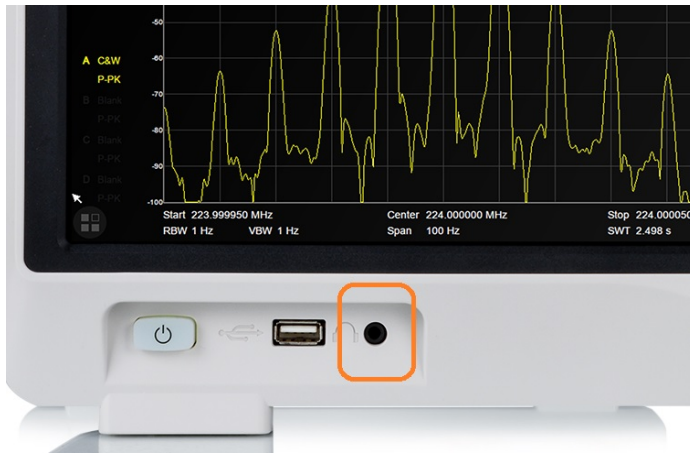 -50
-60
-70
-80
-90
-100
A C&W
P-PK
B Blank
P-PK
C Blank
P-PK
D Blank
P-PK
Start 223.999950 MHz Center 224.000000 MHz Stop 224.000050
RBW 1 Hz VBW 1 Hz Span 100 Hz SWT 2.498 s